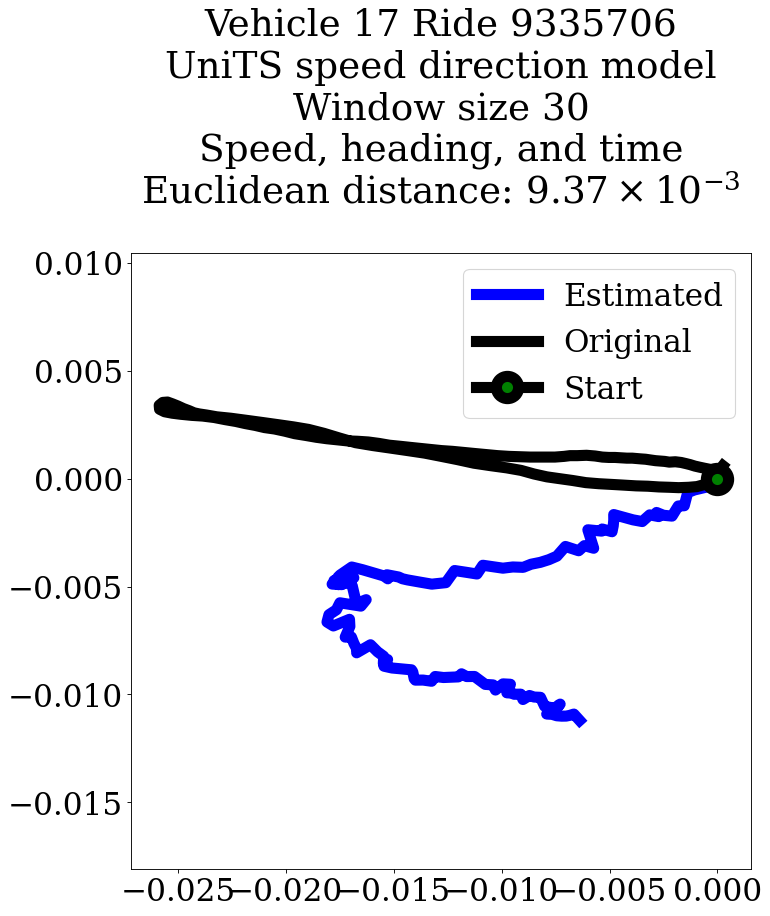 Vehicle 17 Ride 9335706
UniTS speed direction model
Window size 30
Speed, heading, and time
Euclidean distance: 9.37 × 10⁻³
Estimated
Original
Start
0.010
0.005
0.000
−0.005
−0.010
−0.015
−0.025 −0.020 −0.015 −0.010 −0.005 0.000